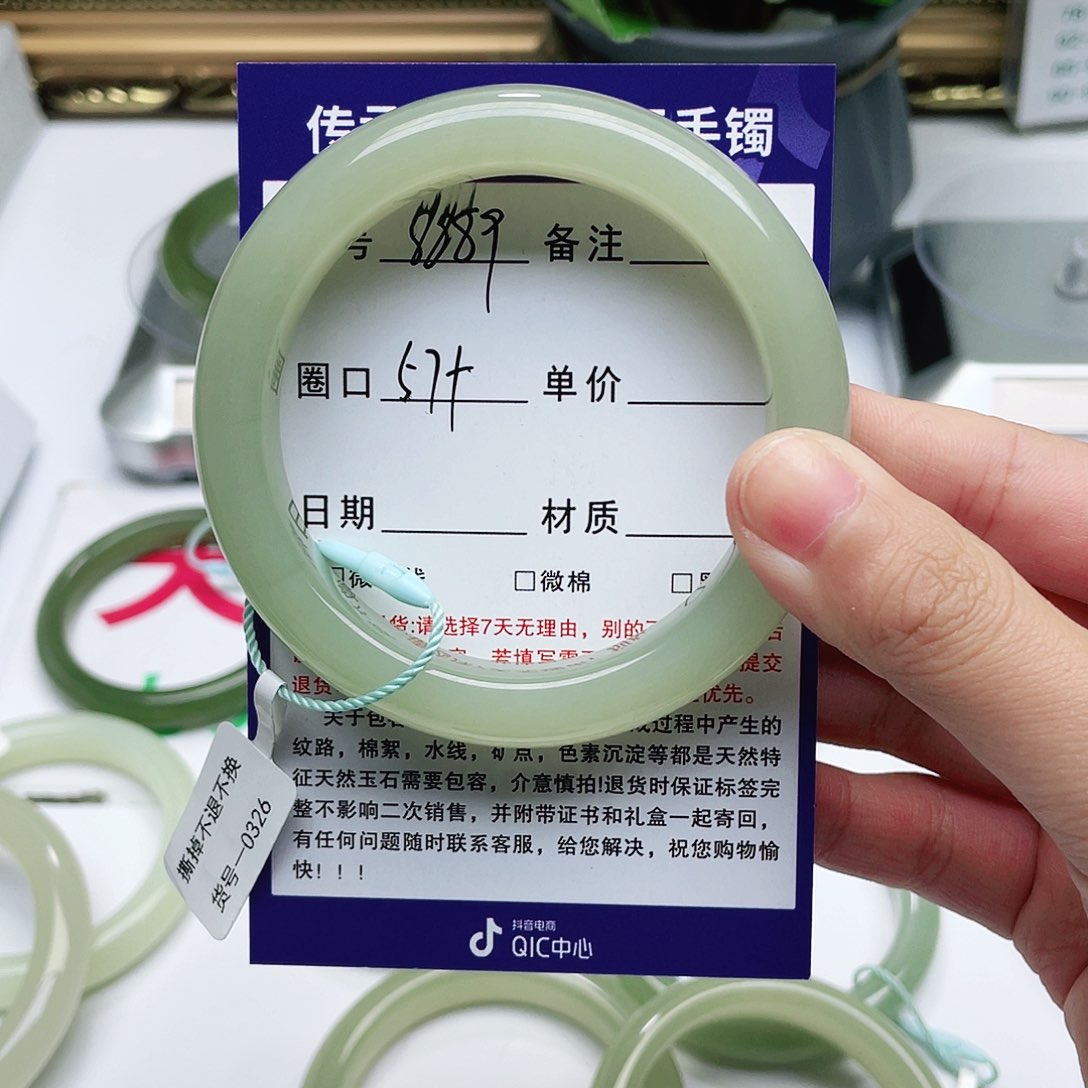 传 手镯
号 8889 备注
圈口 57+ 单价
日期 材质
□微 □微棉
货:请选择7天无理由，别的
提交
退货 优先。
关于包 过程中产生的
纹路，棉絮，水线，矿点，色素沉淀等都是天然特
征天然玉石需要包容，介意慎拍!退货时保证标签完
整不影响二次销售，并附带证书和礼盒一起寄回，
有任何问题随时联系客服，给您解决，祝您购物愉
快！！！
抖音电商
QIC中心
撕掉不退不换
货号—0326